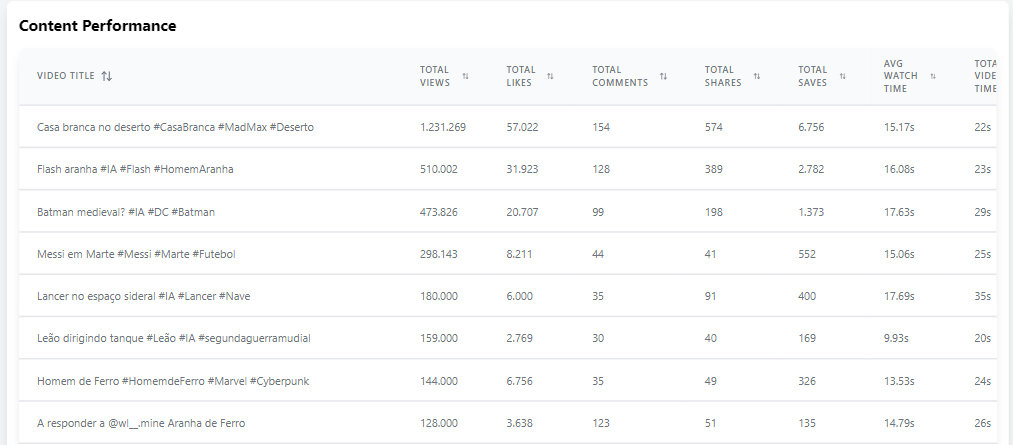 Content Performance
VIDEO TITLE TOTAL VIEWS TOTAL LIKES TOTAL COMMENTS TOTAL SHARES TOTAL SAVES AVG WATCH TIME TOTA VIDE TIME
Casa branca no deserto #CasaBranca #MadMax #Deserto 1.231.269 57.022 154 574 6.756 15.17s 22s
Flash aranha #IA #Flash #HomemAranha 510.002 31.923 128 389 2.782 16.08s 23s
Batman medieval? #IA #DC #Batman 473.826 20.707 99 198 1.373 17.63s 29s
Messi em Marte #Messi #Marte #Futebol 298.143 8.211 44 41 552 15.06s 25s
Lancer no espaço sideral #IA #Lancer #Nave 180.000 6.000 35 91 400 17.69s 35s
Leão dirigindo tanque #Leão #IA #segundaguerramudial 159.000 2.769 30 40 169 9.93s 20s
Homem de Ferro #HomemdeFerro #Marvel #Cyberpunk 144.000 6.756 35 49 326 13.53s 24s
A responder a @wl__.mine Aranha de Ferro 128.000 3.638 123 51 135 14.79s 26s